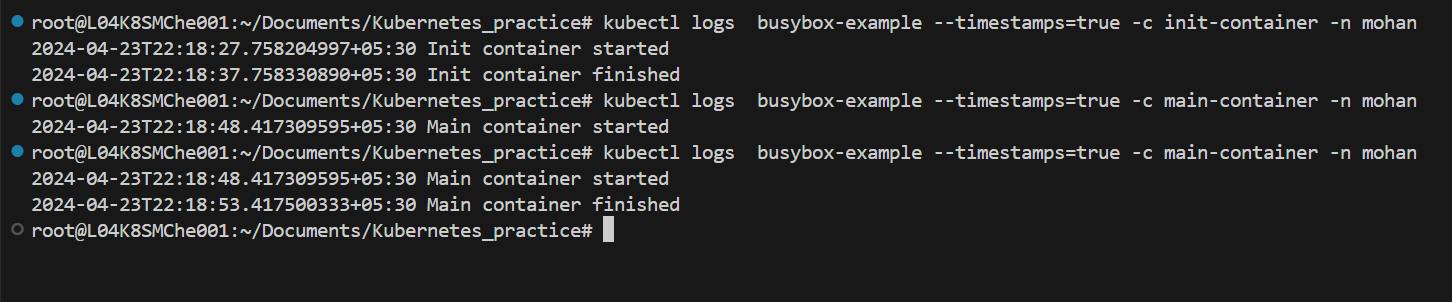 root@L04K8SMChe001:~/Documents/Kubernetes_practice# kubectl logs  busybox-example --timestamps=true -c init-container -n mohan
2024-04-23T22:18:27.758204997+05:30 Init container started
2024-04-23T22:18:37.758330890+05:30 Init container finished
root@L04K8SMChe001:~/Documents/Kubernetes_practice# kubectl logs  busybox-example --timestamps=true -c main-container -n mohan
2024-04-23T22:18:48.417309595+05:30 Main container started
root@L04K8SMChe001:~/Documents/Kubernetes_practice# kubectl logs  busybox-example --timestamps=true -c main-container -n mohan
2024-04-23T22:18:48.417309595+05:30 Main container started
2024-04-23T22:18:53.417500333+05:30 Main container finished
root@L04K8SMChe001:~/Documents/Kubernetes_practice#